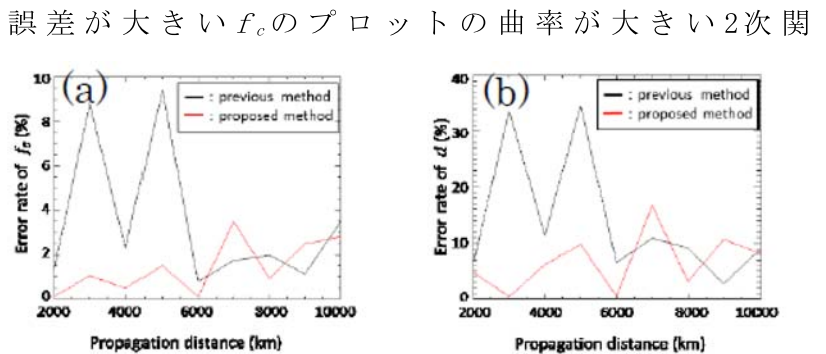 誤差が大きいfcのプロットの曲率が大きい2次関
(a)
— : previous method
— : proposed method
Error rate of fc (%)
10
8
6
4
2
0
2000 4000 6000 8000 10000
Propagation distance (km)
(b)
— : previous method
— : proposed method
Error rate of d (%)
40
30
20
10
0
2000 4000 6000 8000 10000
Propagation distance (km)